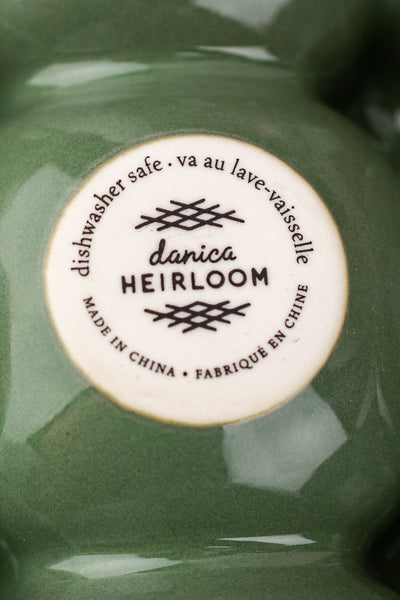 dishwasher safe · va au lave-vaisselle
danica
HEIRLOOM
MADE IN CHINA • FABRIQUÉ EN CHINE